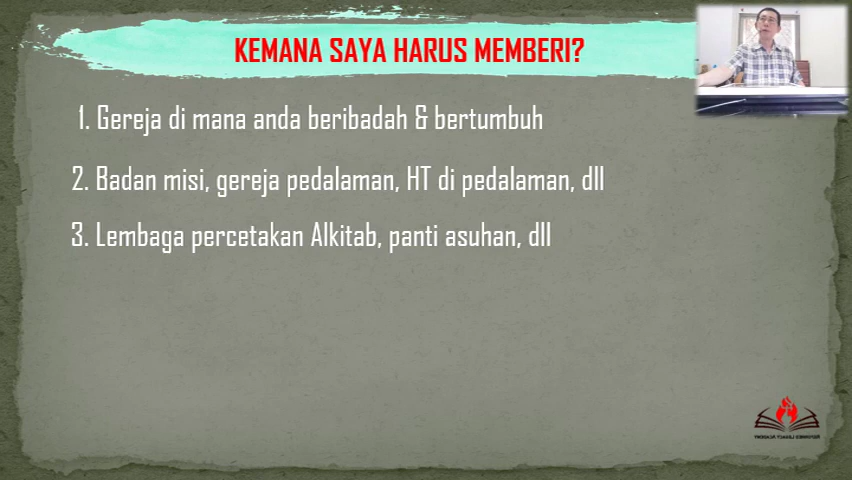 KEMANA SAYA HARUS MEMBERI?
1. Gereja di mana anda beribadah & bertumbuh
2. Badan misi, gereja pedalaman, HT di pedalaman, dll
3. Lembaga percetakan Alkitab, panti asuhan, dll